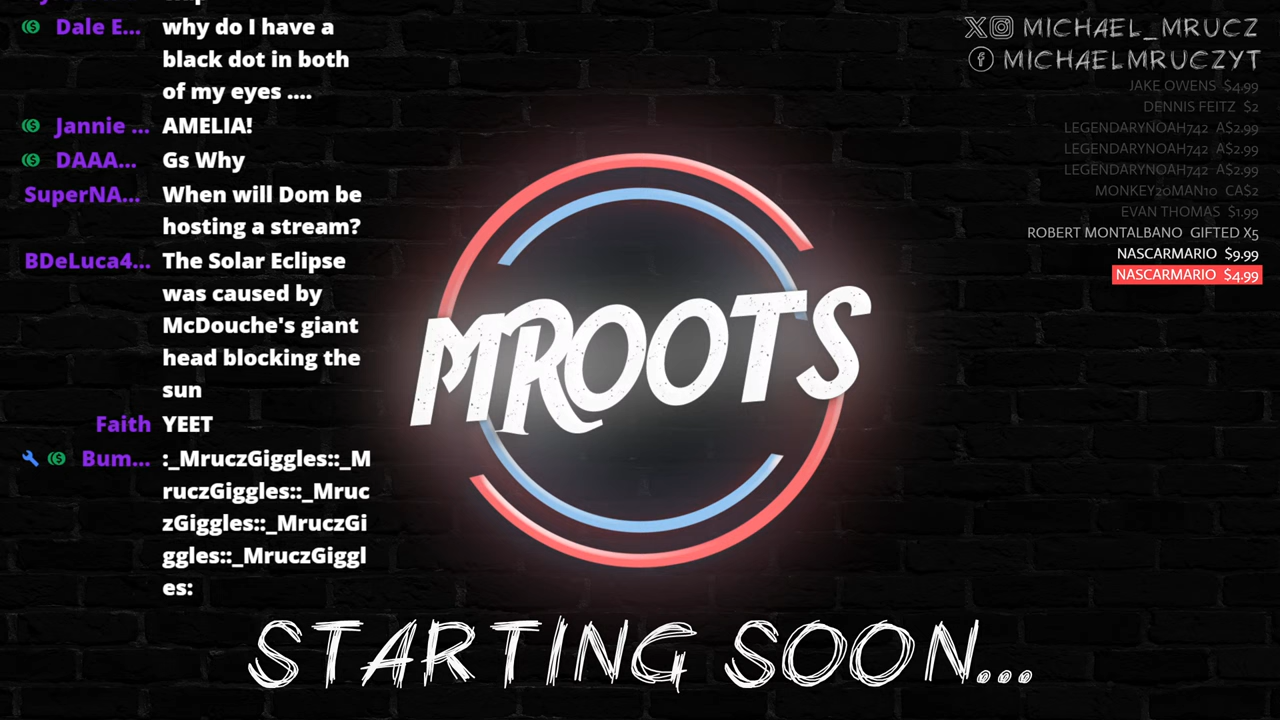 Dale E... why do I have a
black dot in both
of my eyes ....
Jannie ... AMELIA!
DAAA... Gs Why
SuperNA... When will Dom be
hosting a stream?
BDeLuca4... The Solar Eclipse
was caused by
McDouche's giant
head blocking the
sun
Faith YEET
Bum... :_MruczGiggles::_M
ruczGiggles::_Mruc
zGiggles::_MruczGi
ggles::_MruczGiggl
es:
MROOTS
STARTING SOON...
MICHAEL_MRUCZ
MICHAELMRUCZYT
JAKE OWENS $4.99
DENNIS FEITZ $2
LEGENDARYNOAH742 A$2.99
LEGENDARYNOAH742 A$2.99
LEGENDARYNOAH742 A$2.99
MONKEY20MAN10 CA$2
EVAN THOMAS $1.99
ROBERT MONTALBANO GIFTED X5
NASCARMARIO $9.99
NASCARMARIO $4.99